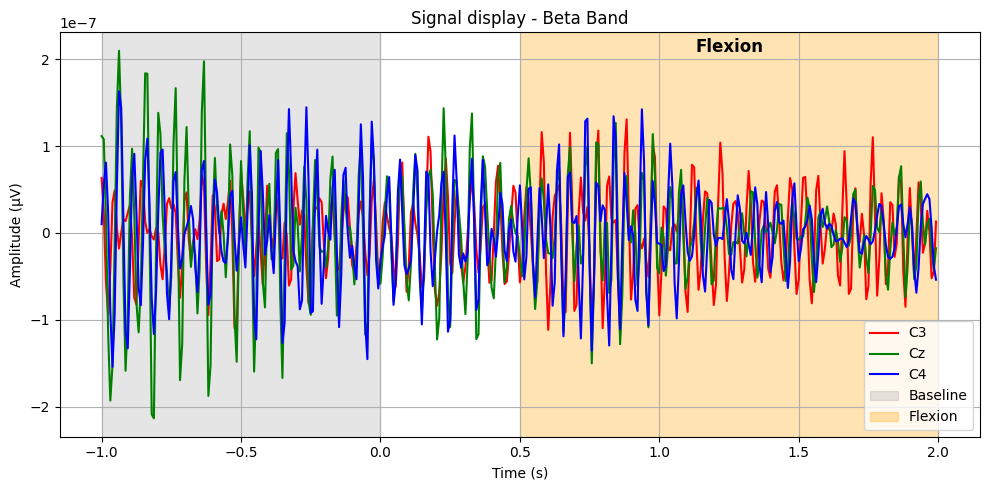 Signal display - Beta Band
1e−7
Flexion
2
1
0
−1
−2
Amplitude (µV)
C3
Cz
C4
Baseline
Flexion
−1.0 −0.5 0.0 0.5 1.0 1.5 2.0
Time (s)